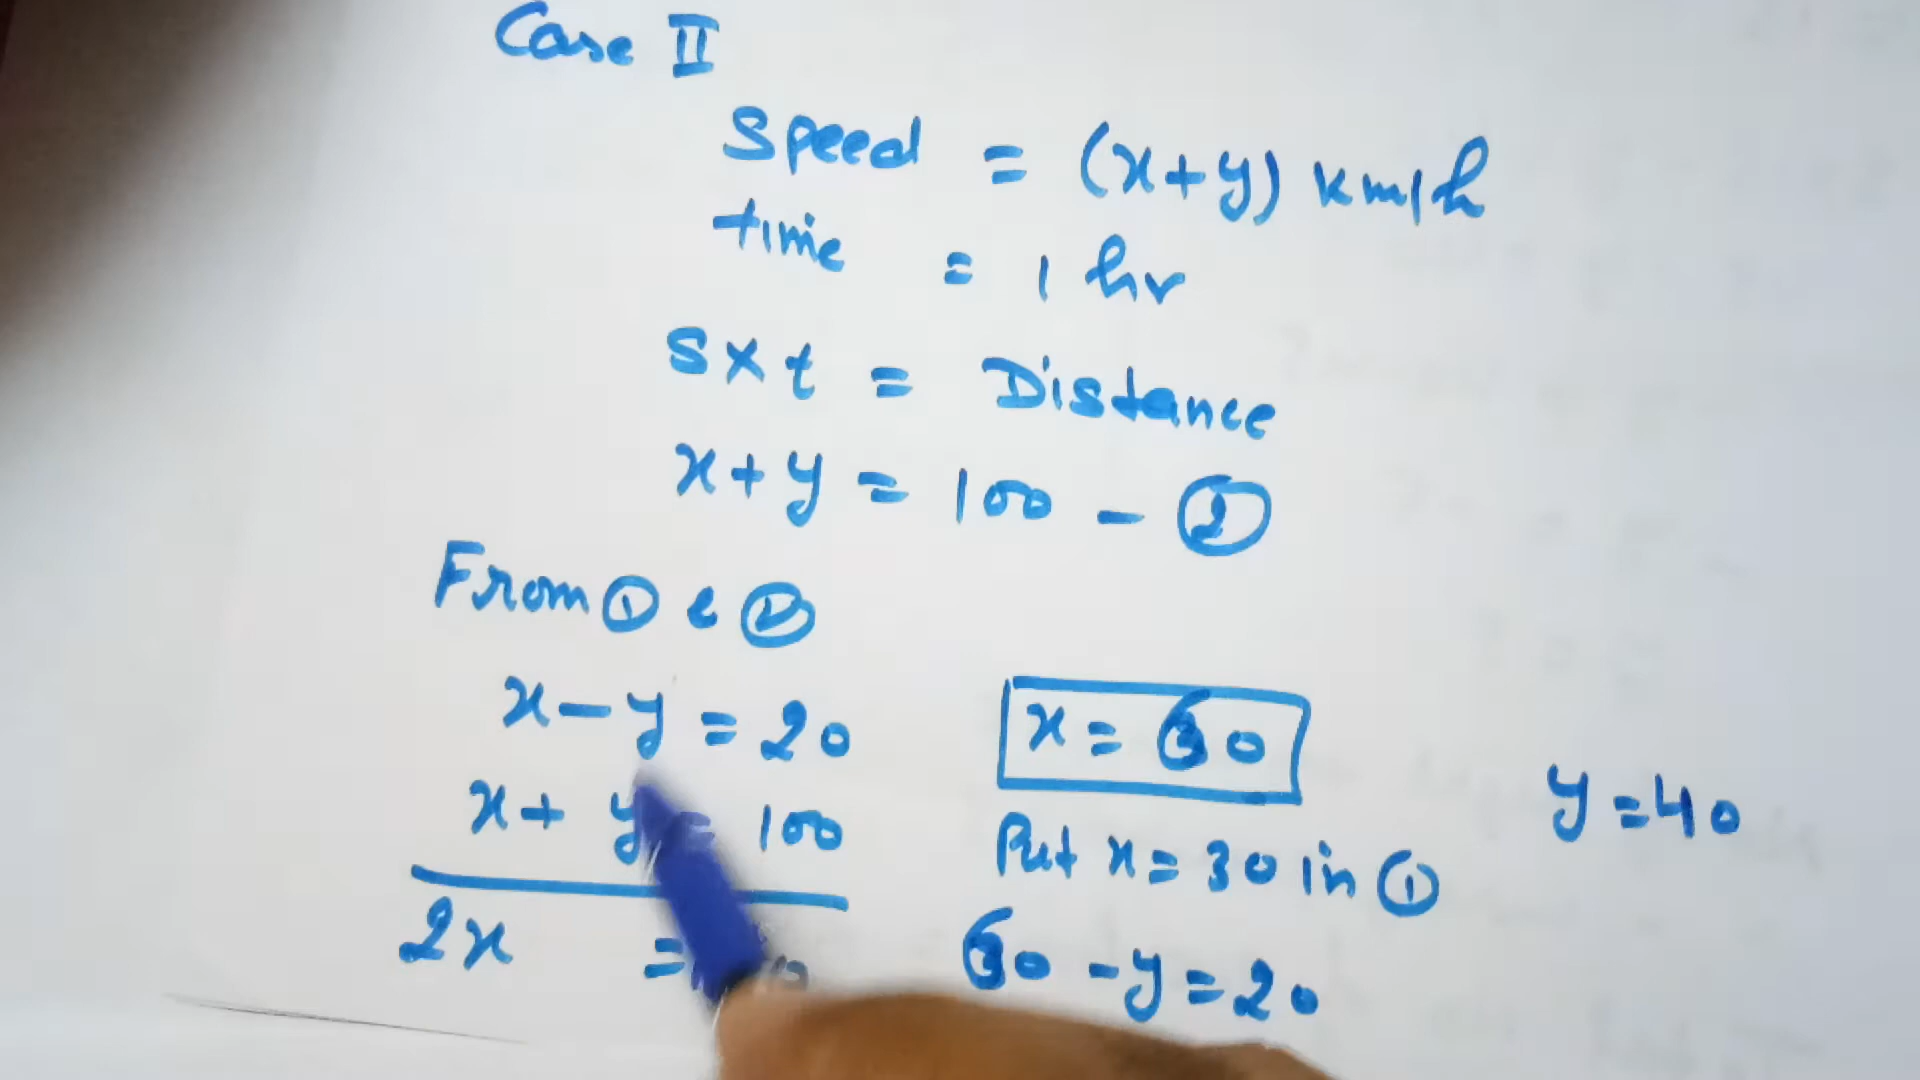 Case II
Speed = (x+y) km/h
time = 1 hr
s×t = Distance
x+y = 100 - ②
From ① & ②
x-y = 20
x+ y = 100
2x =
x = 60
Put x = 30 in ①
60 -y = 20
y = 40